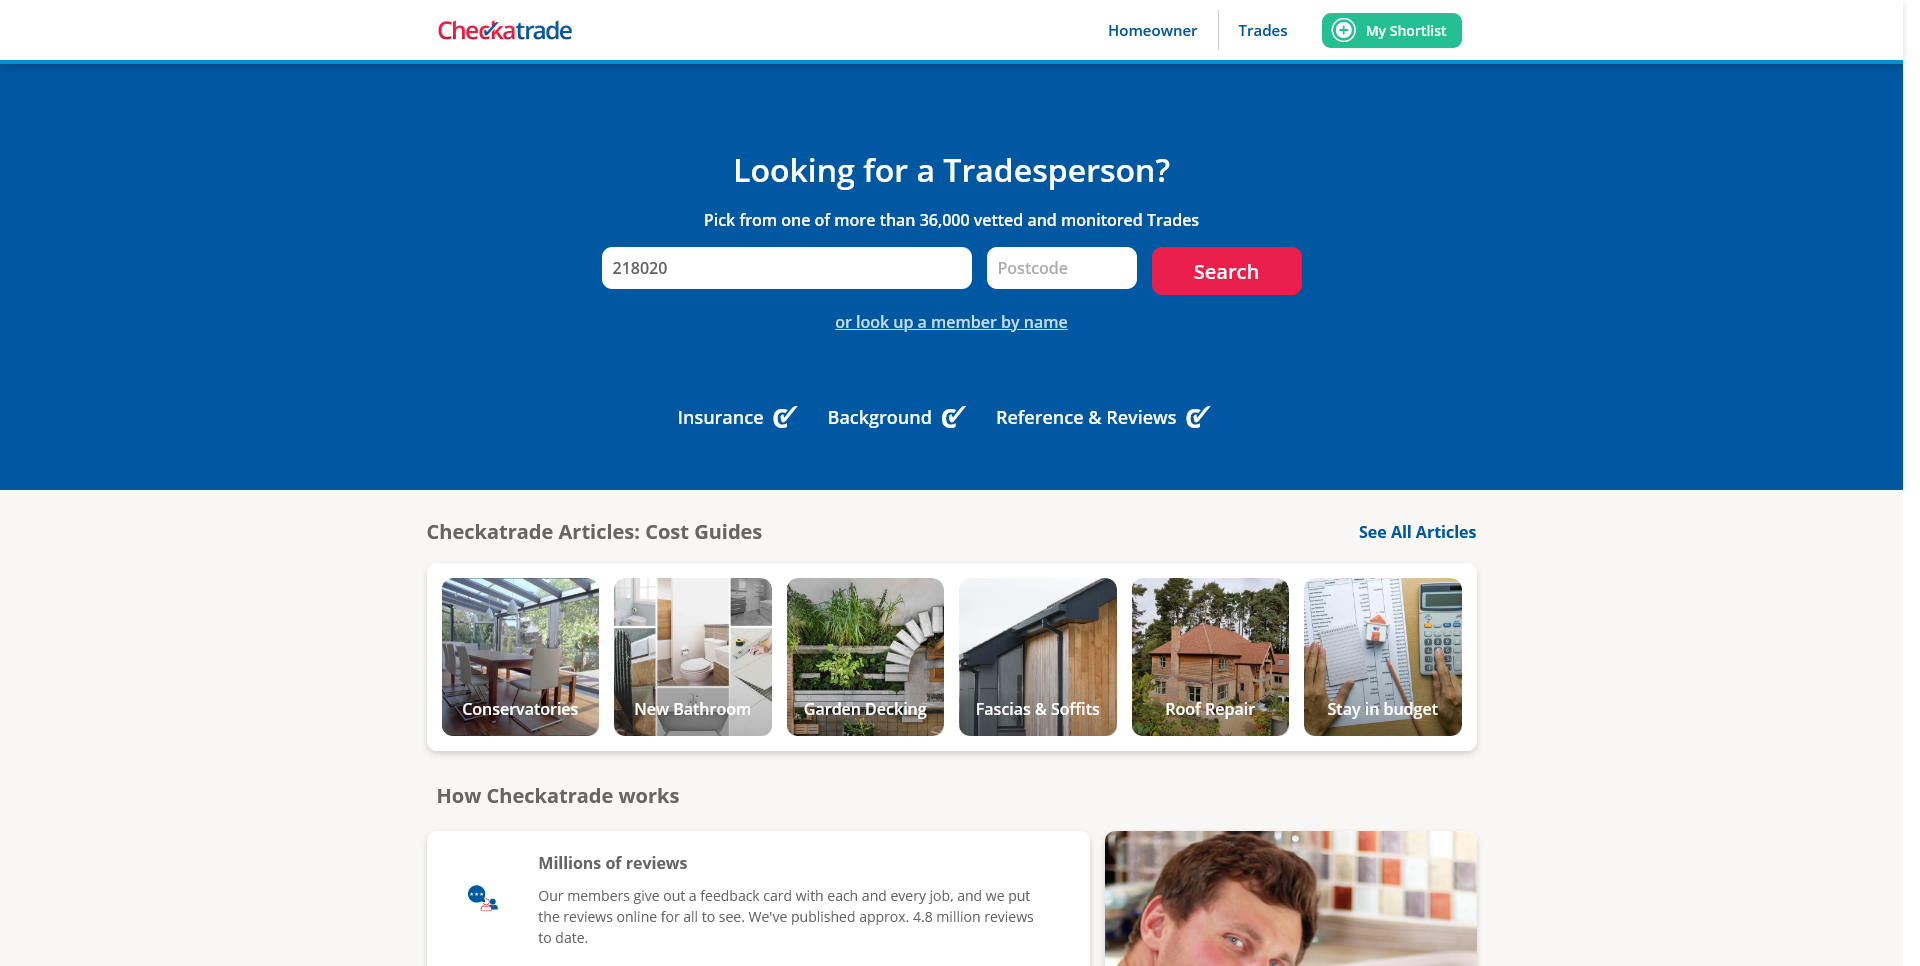 Checkatrade
Homeowner
Trades
My Shortlist
Looking for a Tradesperson?
Pick from one of more than 36,000 vetted and monitored Trades
218020
Postcode
Search
or look up a member by name
Insurance
Background
Reference & Reviews
Checkatrade Articles: Cost Guides
See All Articles
Conservatories
New Bathroom
Garden Decking
Fascias & Soffits
Roof Repair
Stay in budget
How Checkatrade works
Millions of reviews
Our members give out a feedback card with each and every job, and we put
the reviews online for all to see. We've published approx. 4.8 million reviews
to date.